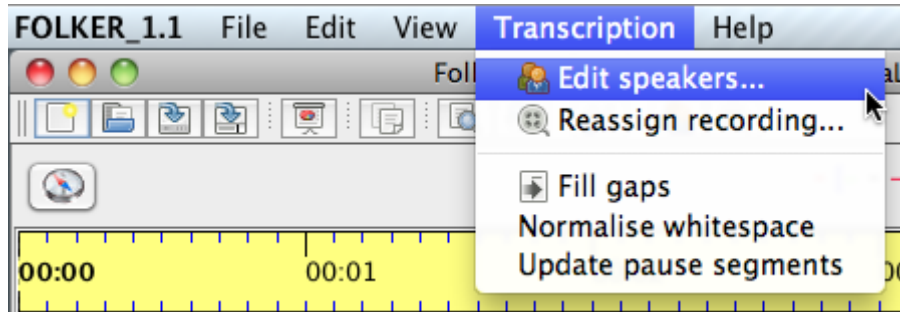 FOLKER_1.1 File Edit View Transcription Help
Foll
Edit speakers...
Reassign recording...
Fill gaps
Normalise whitespace
Update pause segments
00:00 00:01